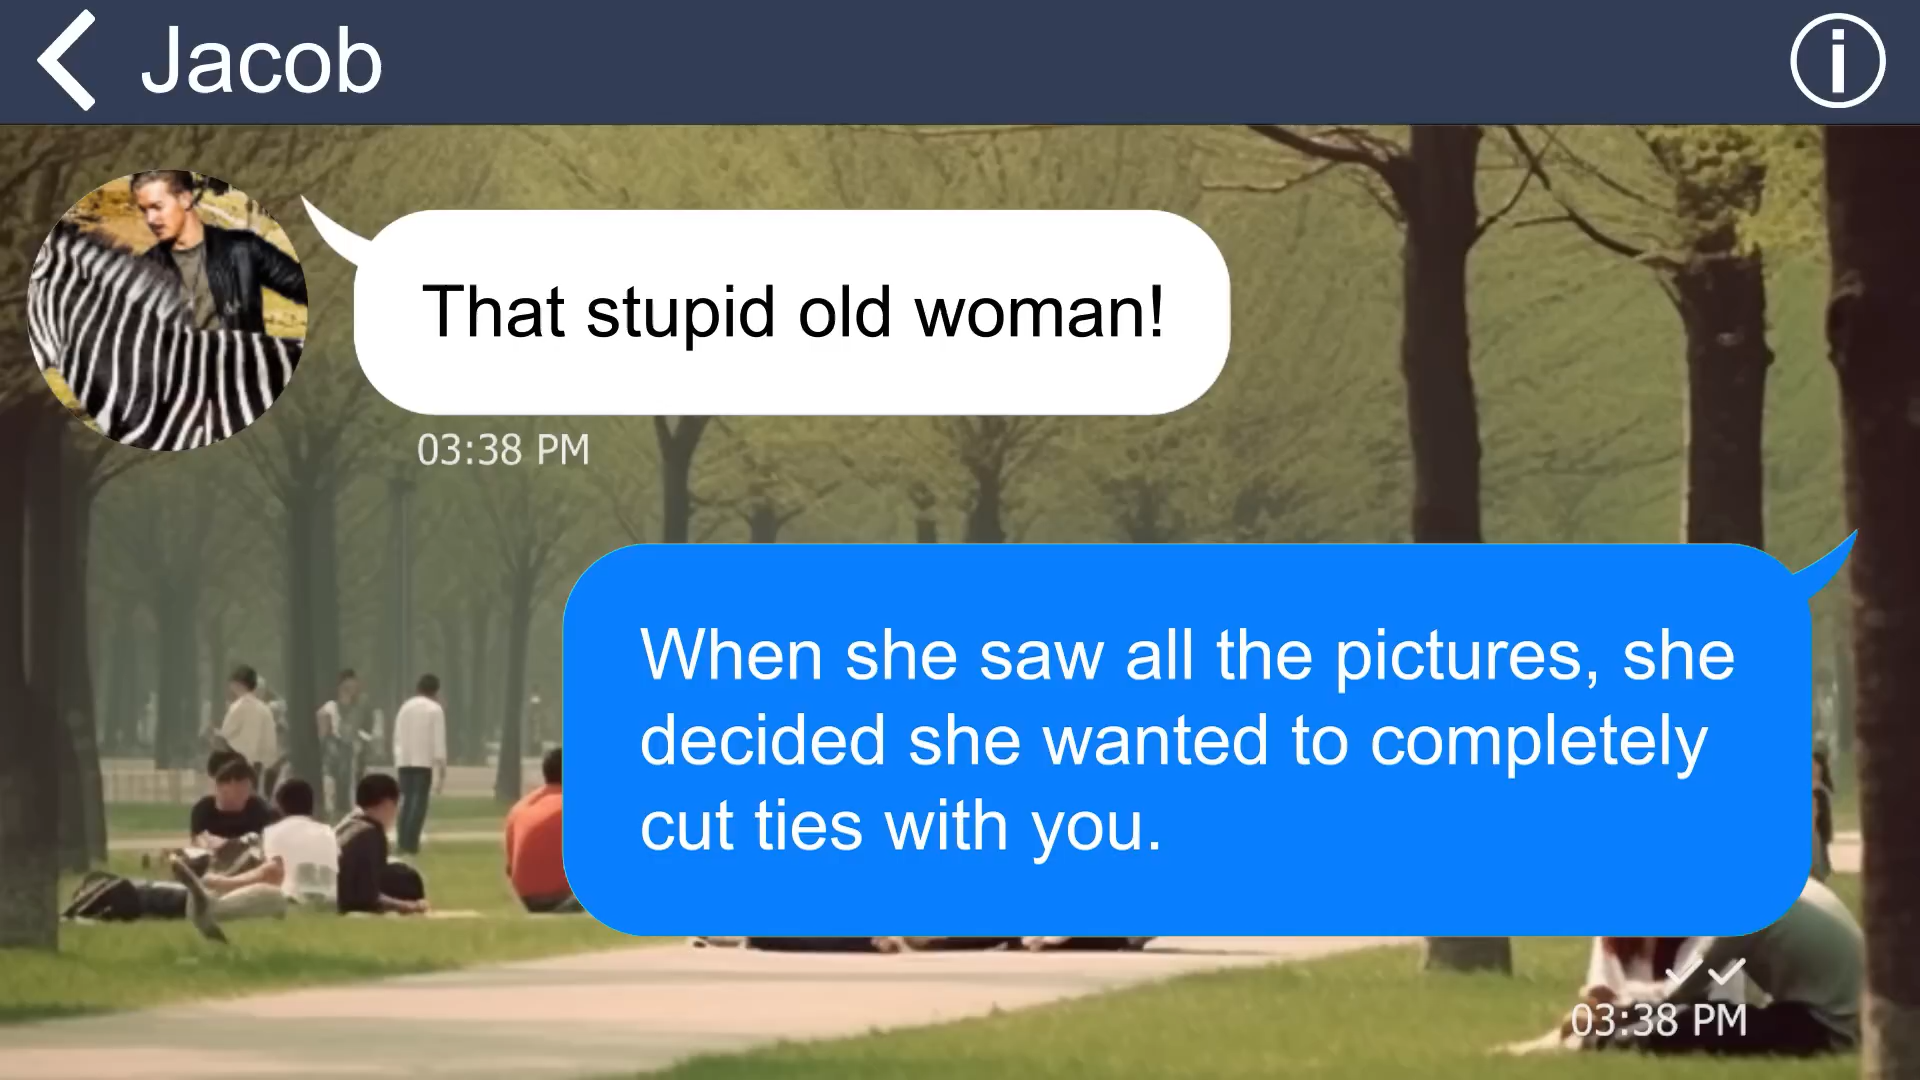 Jacob
That stupid old woman!
03:38 PM
When she saw all the pictures, she
decided she wanted to completely
cut ties with you.
03:38 PM